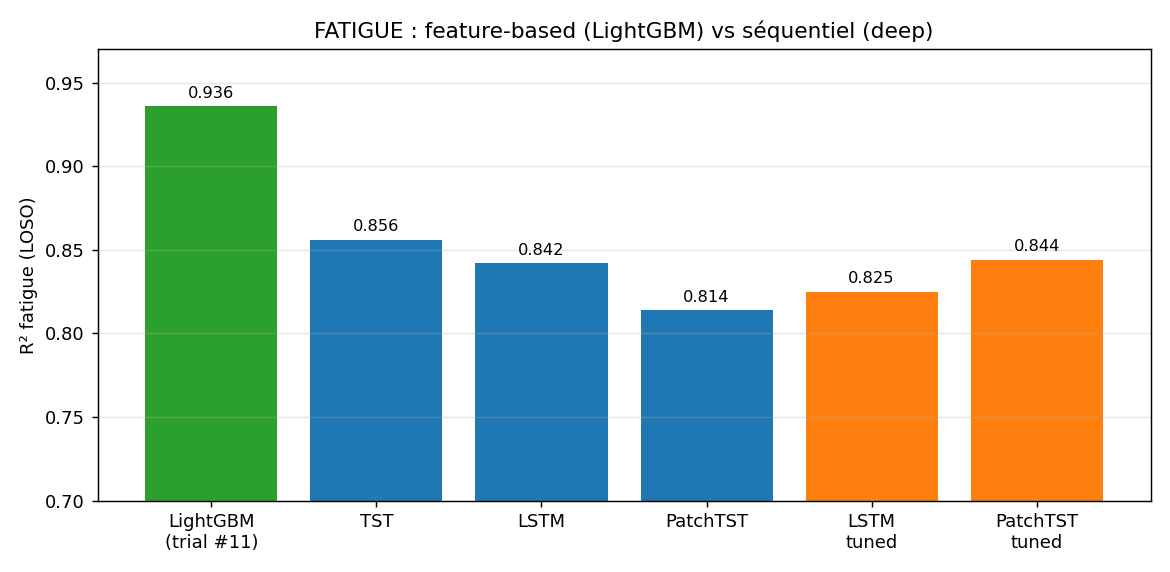 FATIGUE : feature-based (LightGBM) vs séquentiel (deep)
R² fatigue (LOSO)
0.95
0.90
0.85
0.80
0.75
0.70
0.936
0.856
0.842
0.814
0.825
0.844
LightGBM
(trial #11)
TST
LSTM
PatchTST
LSTM
tuned
PatchTST
tuned